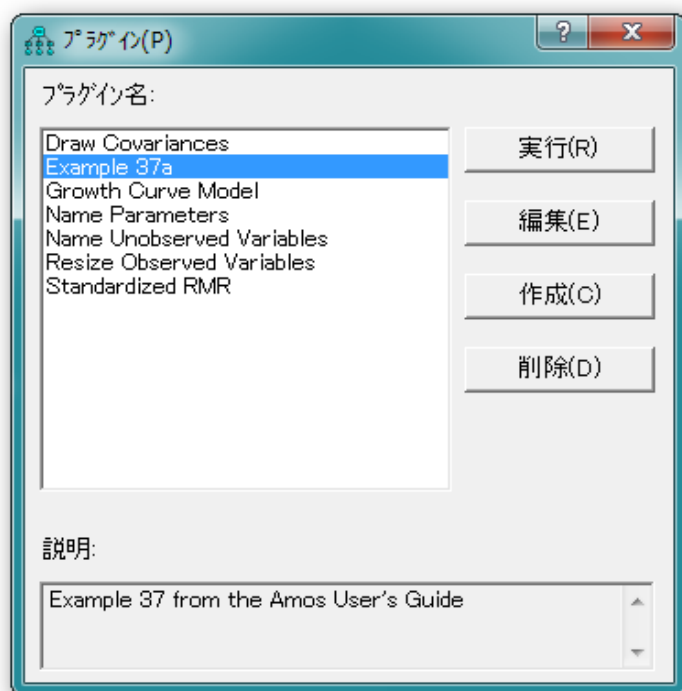 プラグイン(P)
プラグイン名:
Draw Covariances
Example 37a
Growth Curve Model
Name Parameters
Name Unobserved Variables
Resize Observed Variables
Standardized RMR
実行(R)
編集(E)
作成(C)
削除(D)
説明:
Example 37 from the Amos User's Guide